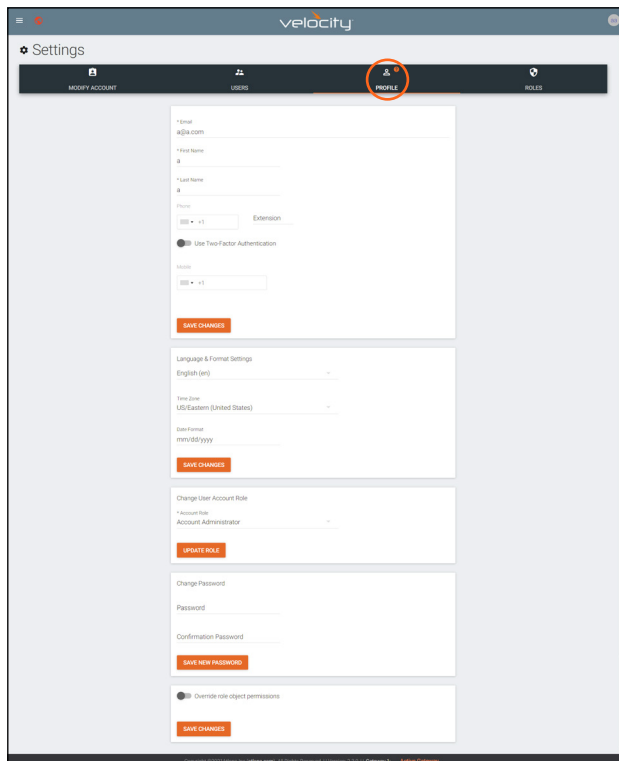 velocity
Settings
MODIFY ACCOUNT
USERS
PROFILE
ROLES
* Email
a@a.com
* First Name
a
* Last Name
a
Phone
+1
Extension
Use Two-Factor Authentication
Mobile
+1
SAVE CHANGES
Language & Format Settings
English (en)
Time Zone
US/Eastern (United States)
Date Format
mm/dd/yyyy
SAVE CHANGES
Change User Account Role
* Account Role
Account Administrator
UPDATE ROLE
Change Password
Password
Confirmation Password
SAVE NEW PASSWORD
Override role object permissions
SAVE CHANGES